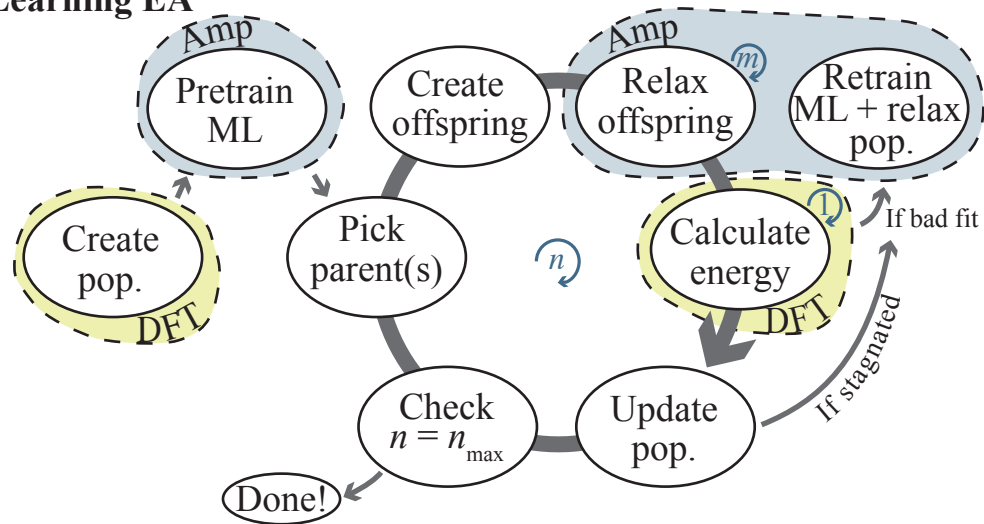 Learning EA
Amp
Pretrain
ML
Create
pop.
DFT
Create
offspring
Amp
Relax
offspring
m
Retrain
ML + relax
pop.
Pick
parent(s)
n
Calculate
energy
1
DFT
If bad fit
If stagnated
Update
pop.
Check
n = nmax
Done!